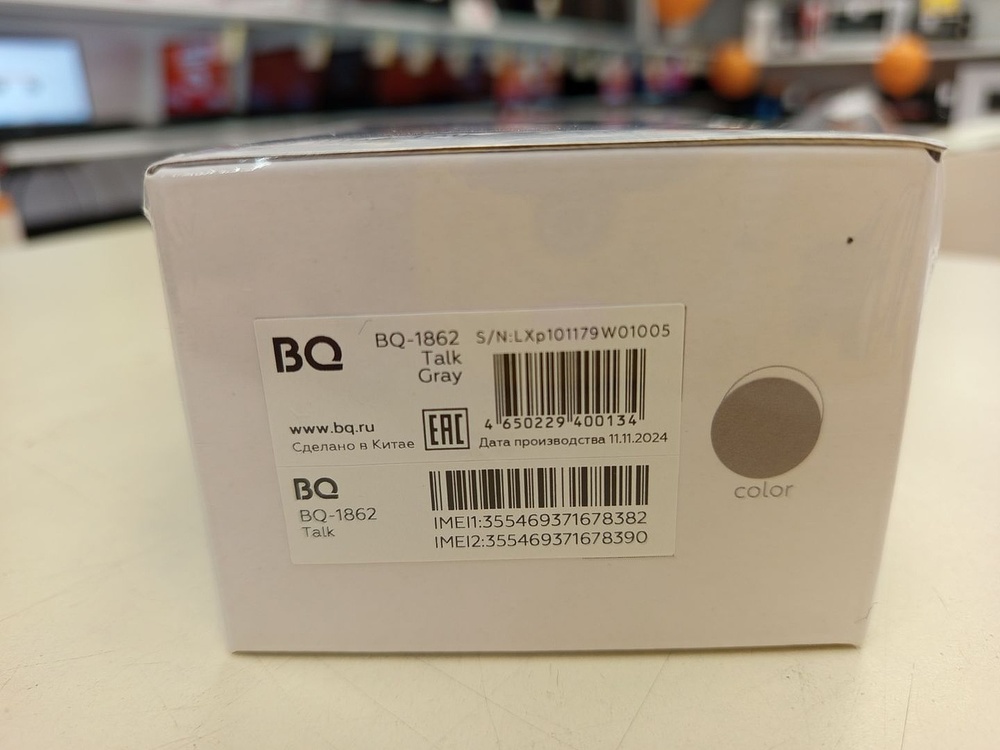 BQ
BQ-1862
Talk
Gray
S/N:LXp101179W01005
4 650229 400134
www.bq.ru
Сделано в Китае
EAC
Дата производства 11.11.2024
BQ
BQ-1862
Talk
IMEI1:355469371678382
IMEI2:355469371678390
color